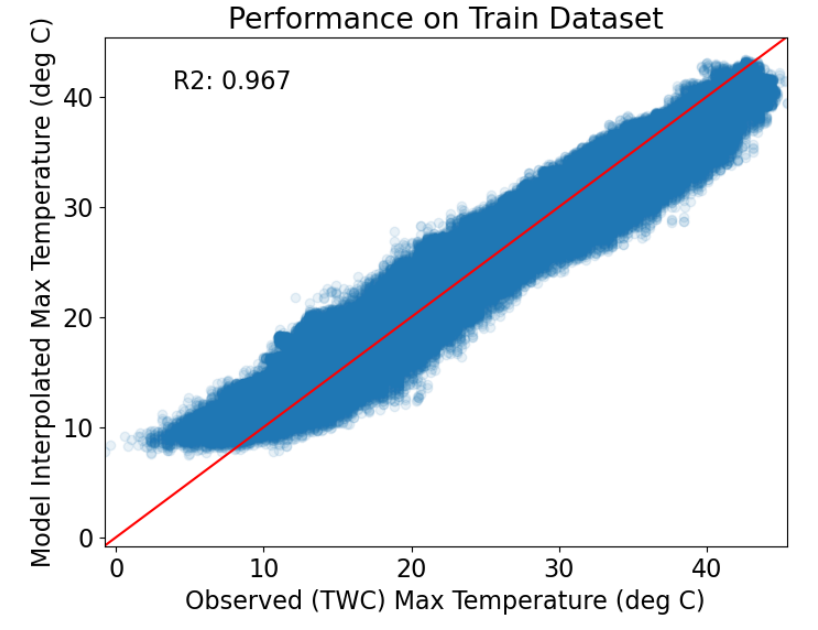 Performance on Train Dataset
R2: 0.967
Model Interpolated Max Temperature (deg C)
40
30
20
10
0
0 10 20 30 40
Observed (TWC) Max Temperature (deg C)